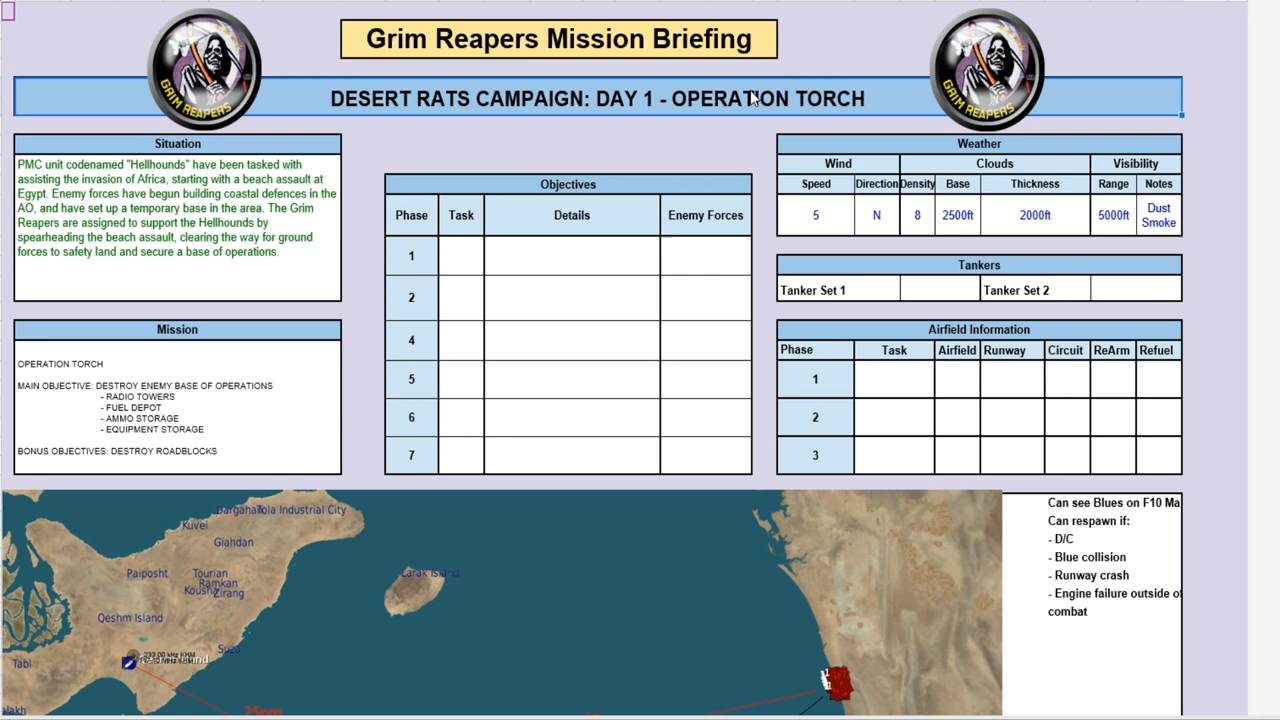 Grim Reapers Mission Briefing
GRIM REAPERS
GRIM REAPERS
DESERT RATS CAMPAIGN: DAY 1 - OPERATION TORCH
Situation
PMC unit codenamed "Hellhounds" have been tasked with
assisting the invasion of Africa, starting with a beach assault at
Egypt. Enemy forces have begun building coastal defences in the
AO, and have set up a temporary base in the area. The Grim
Reapers are assigned to support the Hellhounds by
spearheading the beach assault, clearing the way for ground
forces to safety land and secure a base of operations.
Mission
OPERATION TORCH
MAIN OBJECTIVE: DESTROY ENEMY BASE OF OPERATIONS
- RADIO TOWERS
- FUEL DEPOT
- AMMO STORAGE
- EQUIPMENT STORAGE
BONUS OBJECTIVES: DESTROY ROADBLOCKS
Objectives
Phase Task Details Enemy Forces
1
2
4
5
6
7
Weather
Wind Clouds Visibility
Speed Direction Density Base Thickness Range Notes
5 N 8 2500ft 2000ft 5000ft Dust
Smoke
Tankers
Tanker Set 1 Tanker Set 2
Airfield Information
Phase Task Airfield Runway Circuit ReArm Refuel
1
2
3
Tola Industrial City
Kuvei
Giahdan
Paiposht Tourian
Ramkan
Zirang
Larak Island
Qeshm Island
Suza
Tabl
25nm
Can see Blues on F10 Ma
Can respawn if:
- D/C
- Blue collision
- Runway crash
- Engine failure outside of
combat